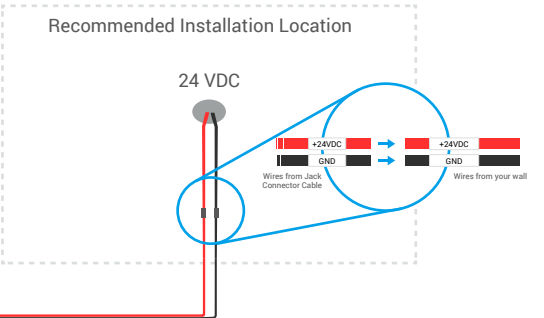 Recommended Installation Location
24 VDC
+24VDC
+24VDC
GND
GND
Wires from Jack
Connector Cable
Wires from your wall